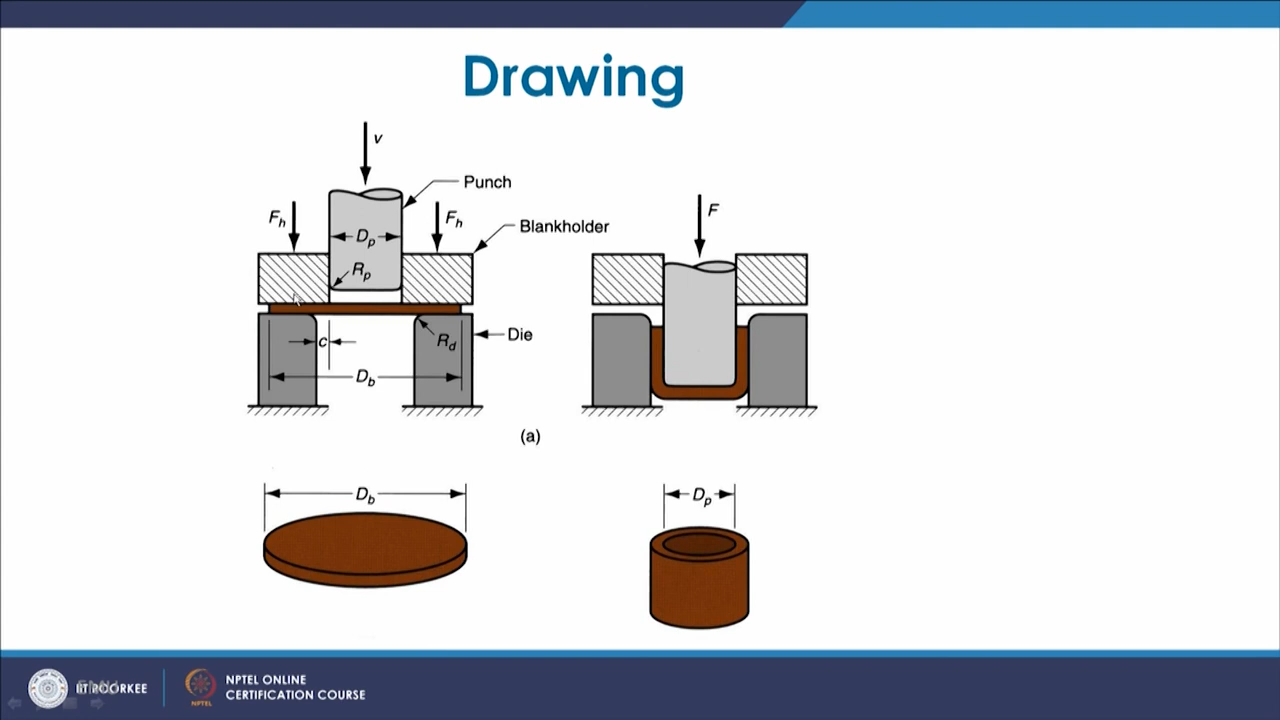 Drawing
v
Punch
Fh
Fh
Blankholder
Dp
Rp
F
c
Rd
Die
Db
(a)
Db
Dp
IIT ROORKEE
NPTEL
NPTEL ONLINE
CERTIFICATION COURSE